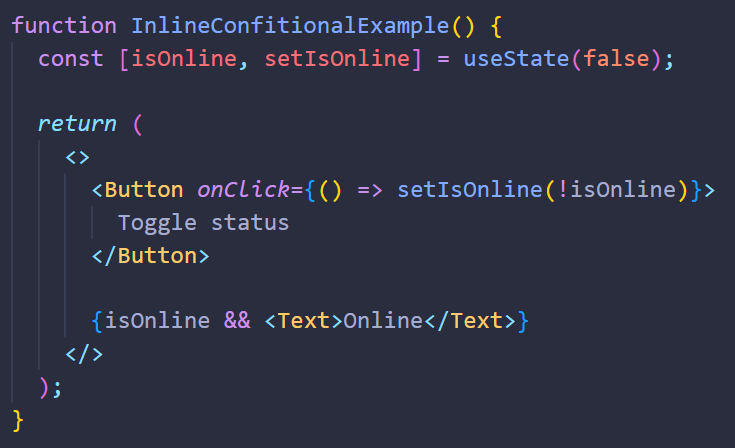 function InlineConfitionalExample() {
  const [isOnline, setIsOnline] = useState(false);

  return (
    <>
      <Button onClick={() => setIsOnline(!isOnline)}>
        Toggle status
      </Button>

      {isOnline && <Text>Online</Text>}
    </>
  );
}